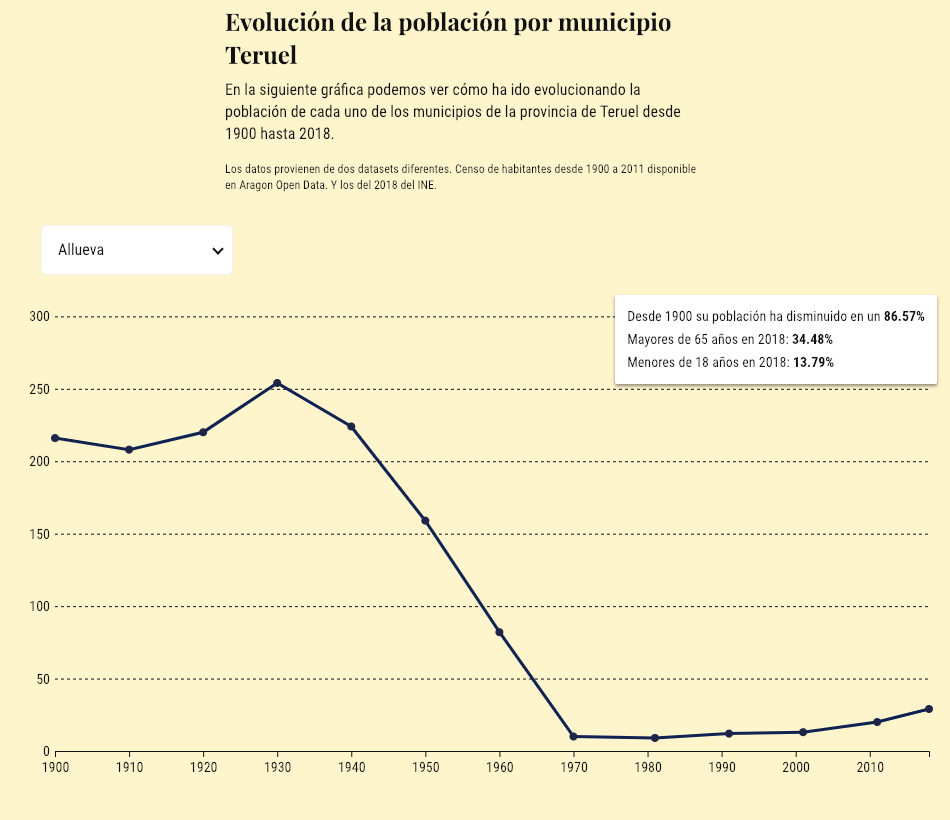 Evolución de la población por municipio
Teruel
En la siguiente gráfica podemos ver cómo ha ido evolucionando la
población de cada uno de los municipios de la provincia de Teruel desde
1900 hasta 2018.
Los datos provienen de dos datasets diferentes. Censo de habitantes desde 1900 a 2011 disponible
en Aragon Open Data. Y los del 2018 del INE.
Allueva
Desde 1900 su población ha disminuido en un 86.57%
Mayores de 65 años en 2018: 34.48%
Menores de 18 años en 2018: 13.79%
300
250
200
150
100
50
0
1900 1910 1920 1930 1940 1950 1960 1970 1980 1990 2000 2010